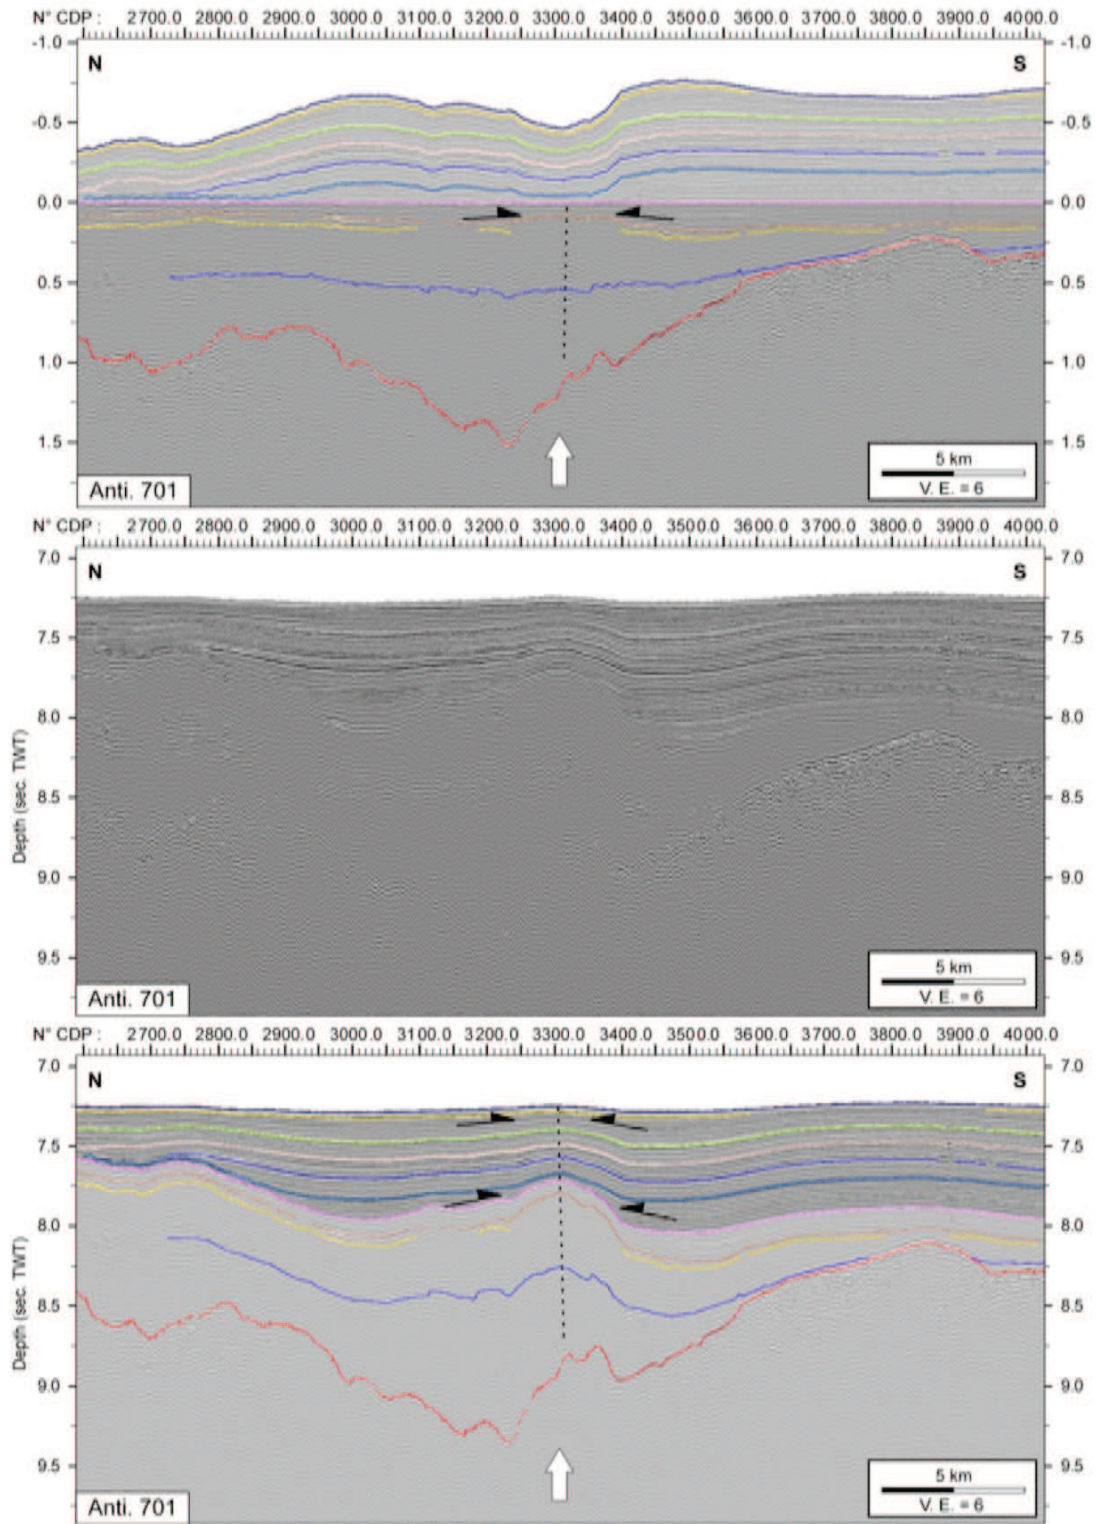 N° CDP : 2700.0 2800.0 2900.0 3000.0 3100.0 3200.0 3300.0 3400.0 3500.0 3600.0 3700.0 3800.0 3900.0 4000.0
-1.0 -1.0
N S
-0.5 -0.5
0.0 0.0
0.5 0.5
1.0 1.0
1.5 1.5
5 km
V. E. = 6
Anti. 701
N° CDP : 2700.0 2800.0 2900.0 3000.0 3100.0 3200.0 3300.0 3400.0 3500.0 3600.0 3700.0 3800.0 3900.0 4000.0
7.0 7.0
N S
7.5 7.5
8.0 8.0
8.5 8.5
Depth (sec. TWT)
9.0 9.0
9.5 9.5
5 km
V. E. = 6
Anti. 701
N° CDP : 2700.0 2800.0 2900.0 3000.0 3100.0 3200.0 3300.0 3400.0 3500.0 3600.0 3700.0 3800.0 3900.0 4000.0
7.0 7.0
N S
7.5 7.5
8.0 8.0
8.5 8.5
Depth (sec. TWT)
9.0 9.0
9.5 9.5
5 km
V. E. = 6
Anti. 701